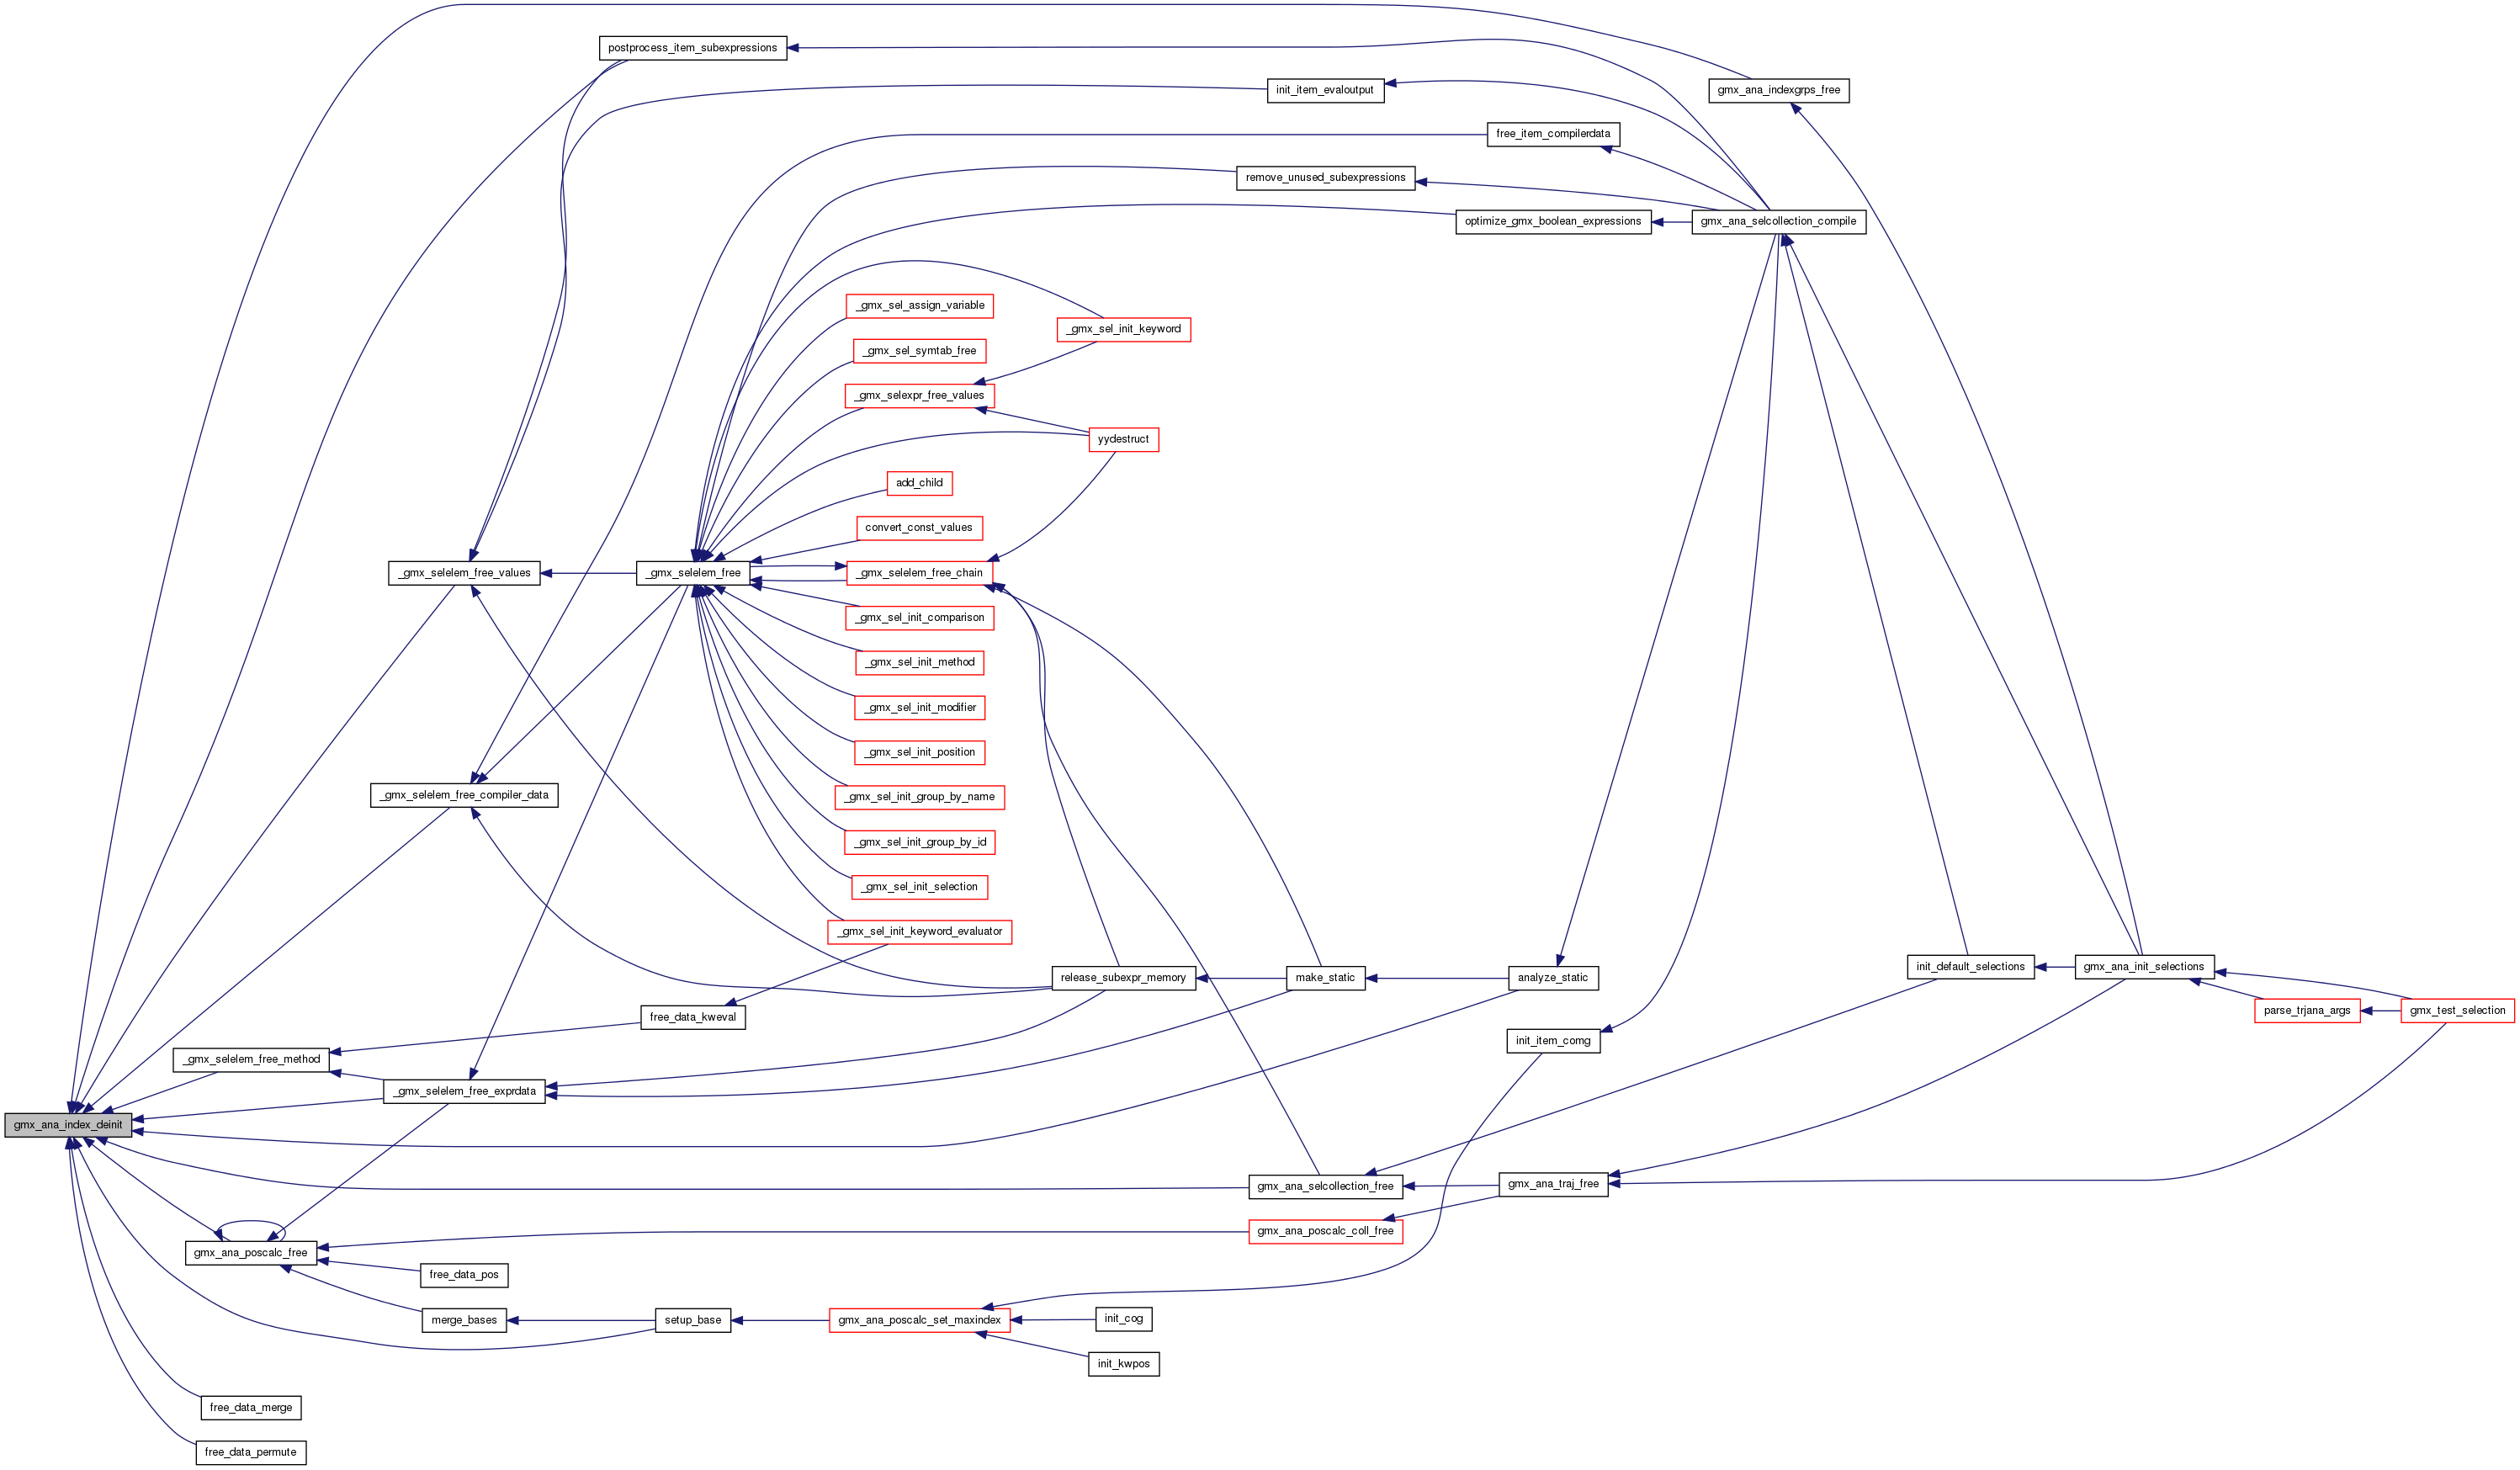 postprocess_item_subexpressions
init_item_evaloutput
gmx_ana_indexgrps_free
free_item_compilerdata
remove_unused_subexpressions
optimize_gmx_boolean_expressions
gmx_ana_selcollection_compile
_gmx_sel_assign_variable
_gmx_sel_init_keyword
_gmx_sel_symtab_free
_gmx_selexpr_free_values
yydestruct
add_child
convert_const_values
_gmx_selelem_free_values
_gmx_selelem_free
_gmx_selelem_free_chain
_gmx_sel_init_comparison
_gmx_sel_init_method
_gmx_sel_init_modifier
_gmx_sel_init_position
_gmx_selelem_free_compiler_data
_gmx_sel_init_group_by_name
_gmx_sel_init_group_by_id
_gmx_sel_init_selection
_gmx_sel_init_keyword_evaluator
release_subexpr_memory
make_static
analyze_static
init_default_selections
gmx_ana_init_selections
free_data_kweval
parse_trjana_args
gmx_test_selection
init_item_comg
_gmx_selelem_free_method
_gmx_selelem_free_exprdata
gmx_ana_index_deinit
gmx_ana_selcollection_free
gmx_ana_traj_free
gmx_ana_poscalc_coll_free
gmx_ana_poscalc_free
free_data_pos
merge_bases
setup_base
gmx_ana_poscalc_set_maxindex
init_cog
init_kwpos
free_data_merge
free_data_permute